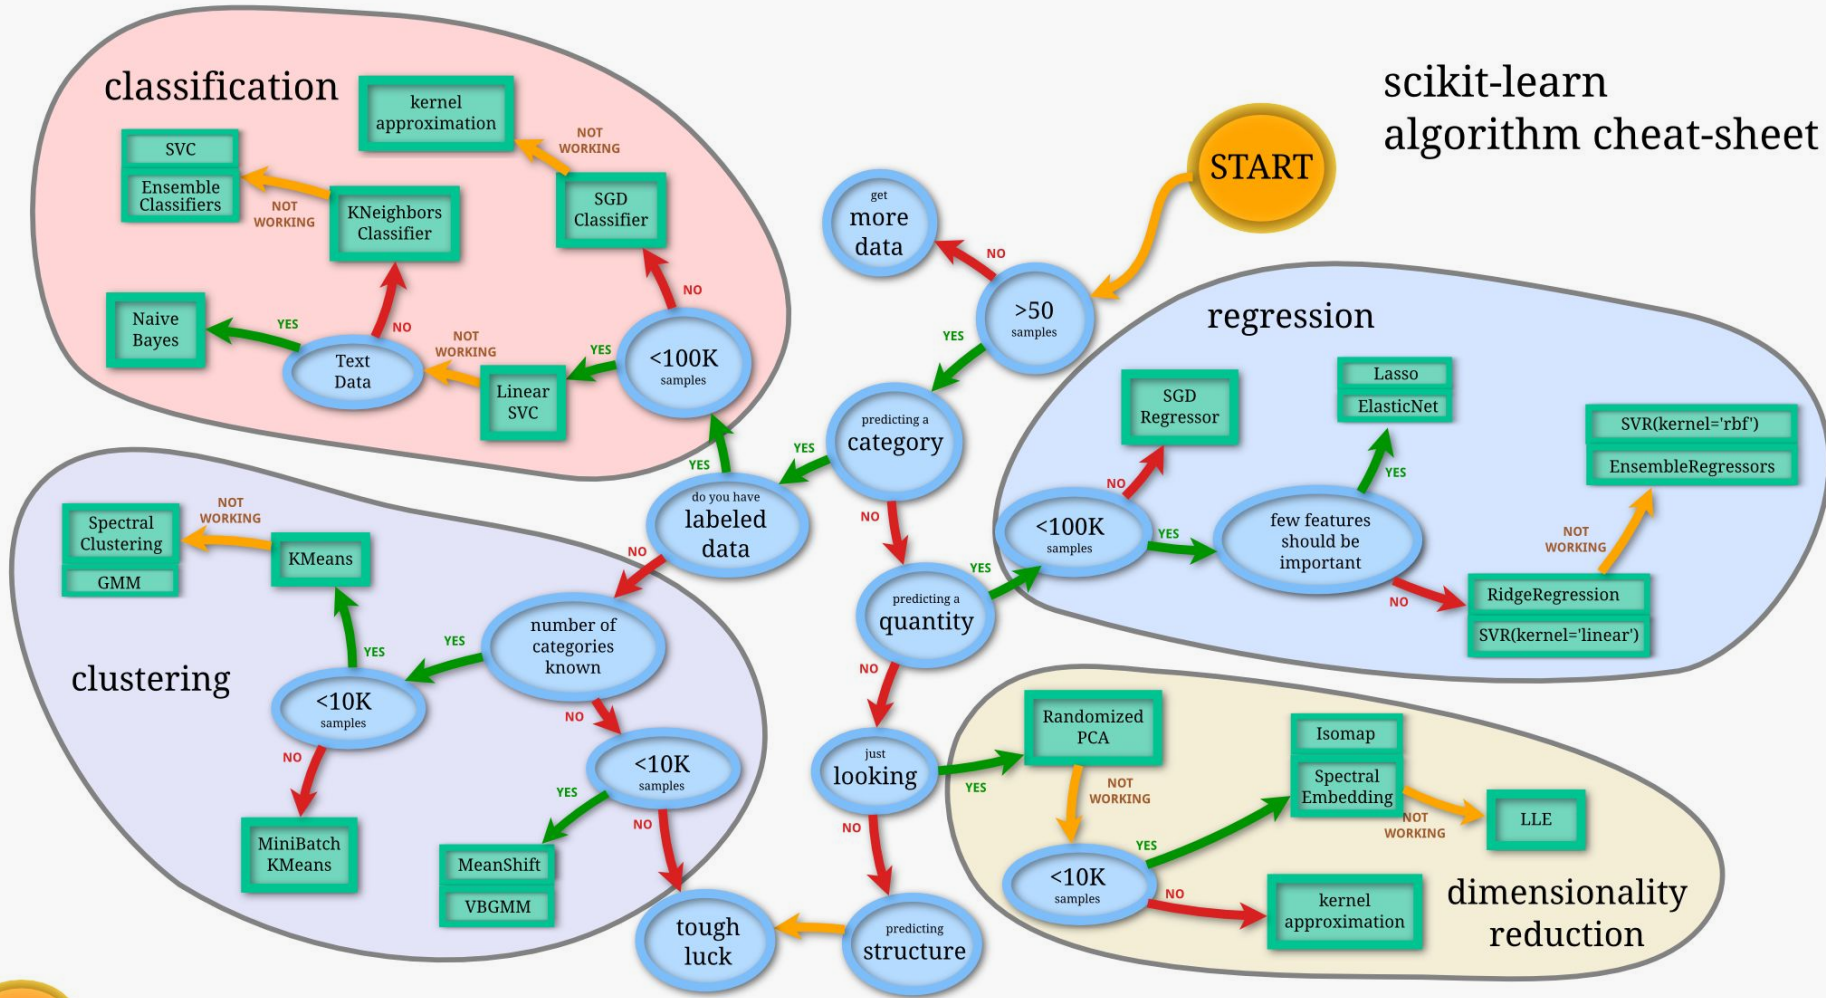 scikit-learn
algorithm cheat-sheet
START
>50
samples
NO
get
more
data
YES
predicting a
category
YES
do you have
labeled
data
YES
NO
NO
predicting a
quantity
YES
NO
just
looking
YES
NO
predicting
structure
tough
luck
classification
<100K
samples
NO
SGD
Classifier
NOT
WORKING
kernel
approximation
YES
Linear
SVC
NOT
WORKING
Text
Data
YES
Naive
Bayes
NO
KNeighbors
Classifier
NOT
WORKING
SVC
Ensemble
Classifiers
clustering
number of
categories
known
YES
<10K
samples
YES
KMeans
NOT
WORKING
Spectral
Clustering
GMM
NO
MiniBatch
KMeans
NO
<10K
samples
YES
MeanShift
VBGMM
NO
regression
<100K
samples
NO
SGD
Regressor
YES
few features
should be
important
YES
Lasso
ElasticNet
NO
RidgeRegression
SVR(kernel='linear')
NOT
WORKING
SVR(kernel='rbf')
EnsembleRegressors
dimensionality
reduction
Randomized
PCA
NOT
WORKING
<10K
samples
YES
Isomap
Spectral
Embedding
NOT
WORKING
LLE
NO
kernel
approximation